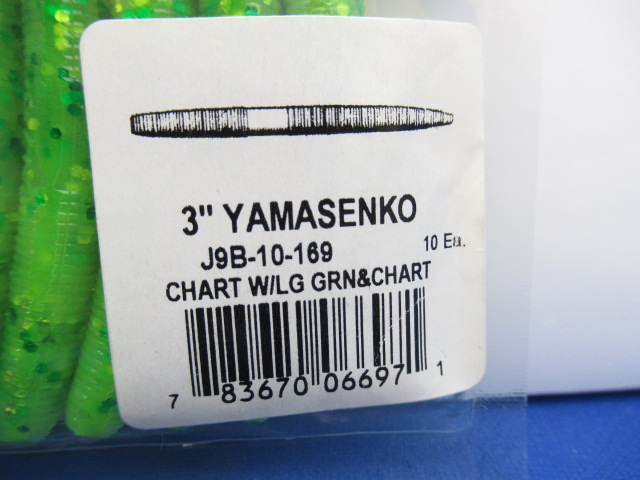 3" YAMASENKO
J9B-10-169 10 Ea.
CHART W/LG GRN&CHART
7 83670 06697 1